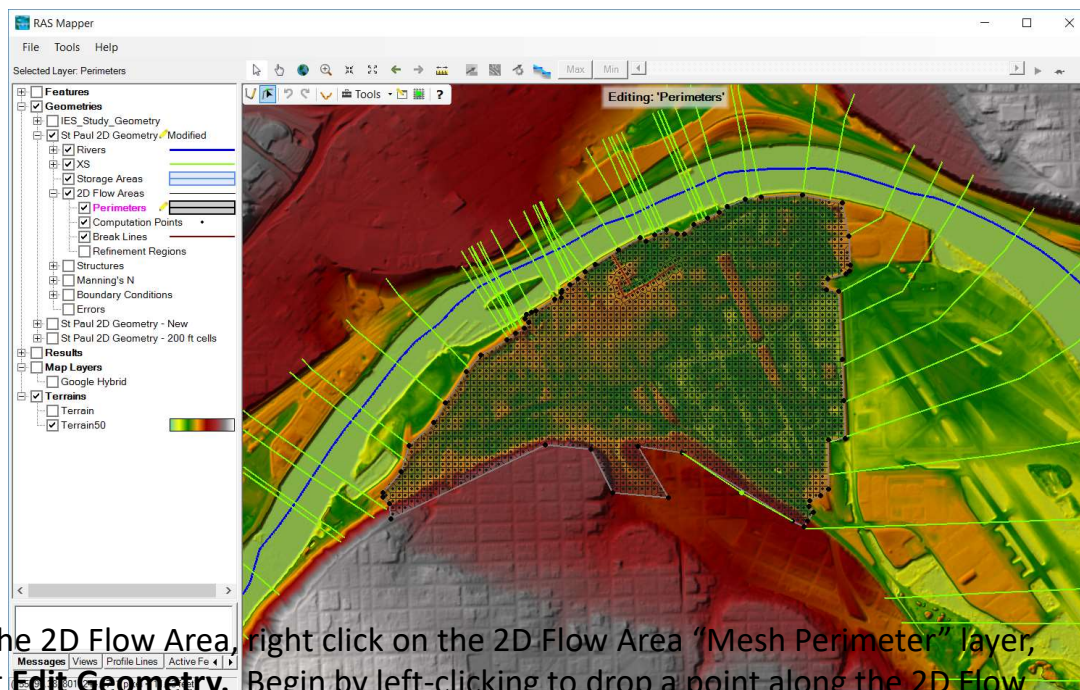 RAS Mapper
File Tools Help
Selected Layer: Perimeters
Max Min
Features
Geometries
IES_Study_Geometry
St Paul 2D Geometry Modified
Rivers
XS
Storage Areas
2D Flow Areas
Perimeters
Computation Points
Break Lines
Refinement Regions
Structures
Manning's N
Boundary Conditions
Errors
St Paul 2D Geometry - New
St Paul 2D Geometry - 200 ft cells
Results
Map Layers
Google Hybrid
Terrains
Terrain
Terrain50
Tools ?
Editing: 'Perimeters'
Messages Views Profile Lines Active Fe
he 2D Flow Area, right click on the 2D Flow Area “Mesh Perimeter” layer,
Edit Geometry. Begin by left-clicking to drop a point along the 2D Flow